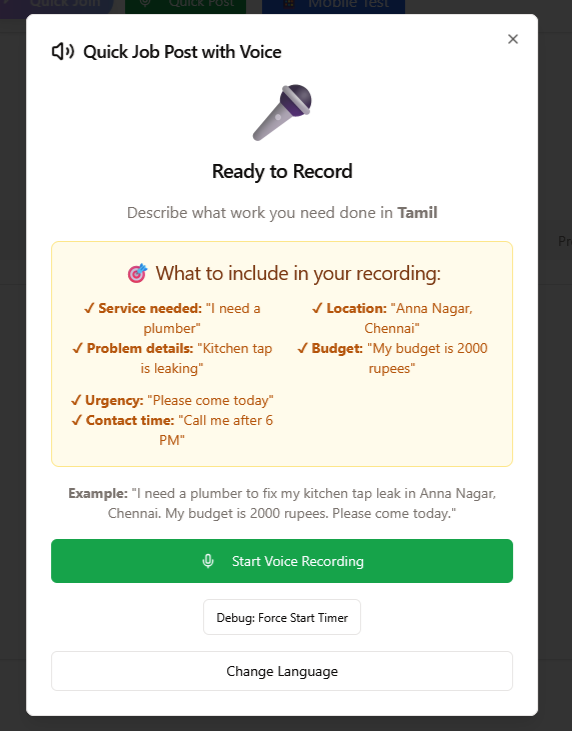 Quick Join
Quick Post
Mobile Test
Quick Job Post with Voice
Ready to Record
Describe what work you need done in Tamil
What to include in your recording:
✓ Service needed: "I need a
plumber"
✓ Problem details: "Kitchen tap
is leaking"
✓ Location: "Anna Nagar,
Chennai"
✓ Budget: "My budget is 2000
rupees"
✓ Urgency: "Please come today"
✓ Contact time: "Call me after 6
PM"
Example: "I need a plumber to fix my kitchen tap leak in Anna Nagar,
Chennai. My budget is 2000 rupees. Please come today."
Start Voice Recording
Debug: Force Start Timer
Change Language